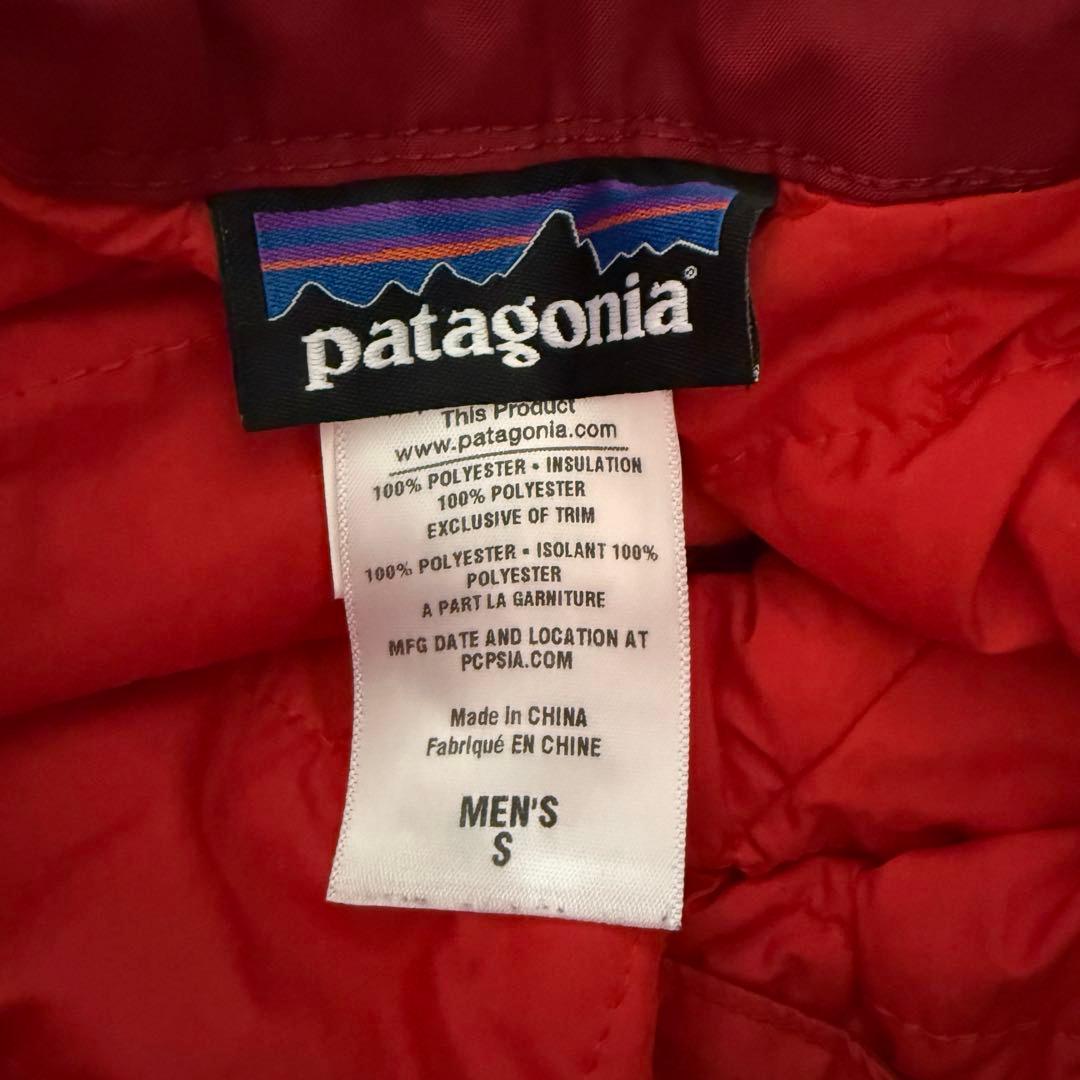 patagonia®
This Product
www.patagonia.com
100% POLYESTER • INSULATION
100% POLYESTER
EXCLUSIVE OF TRIM
100% POLYESTER • ISOLANT 100%
POLYESTER
A PART LA GARNITURE
MFG DATE AND LOCATION AT
PCPSIA.COM
Made in CHINA
Fabriqué EN CHINE
MEN'S
S